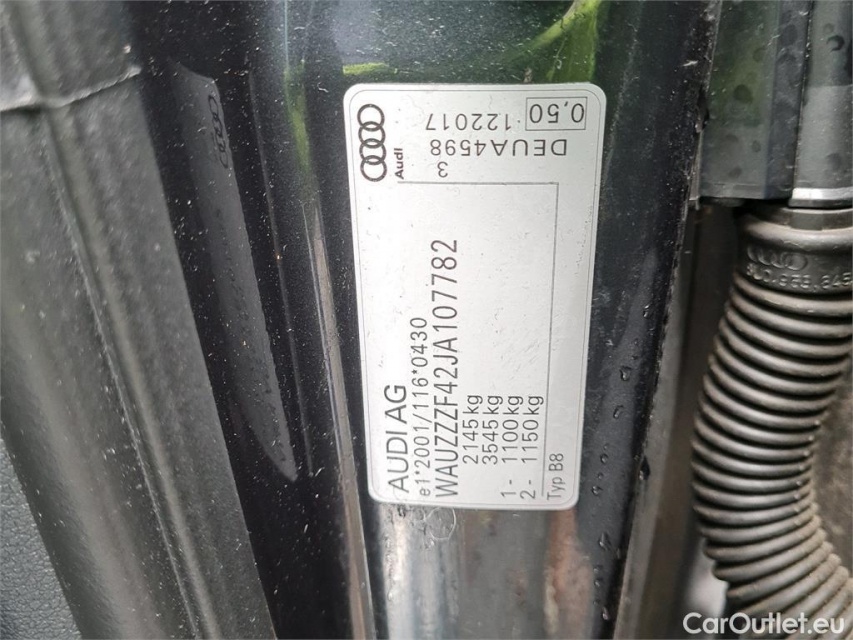 AUDI AG
e1*2001/116*0430
WAUZZZF42JA107782
2145kg
3545kg
1- 1100kg
2- 1150kg
Typ B8
Audi
3
DEUA4598
122017
0,50
CarOutlet.eu